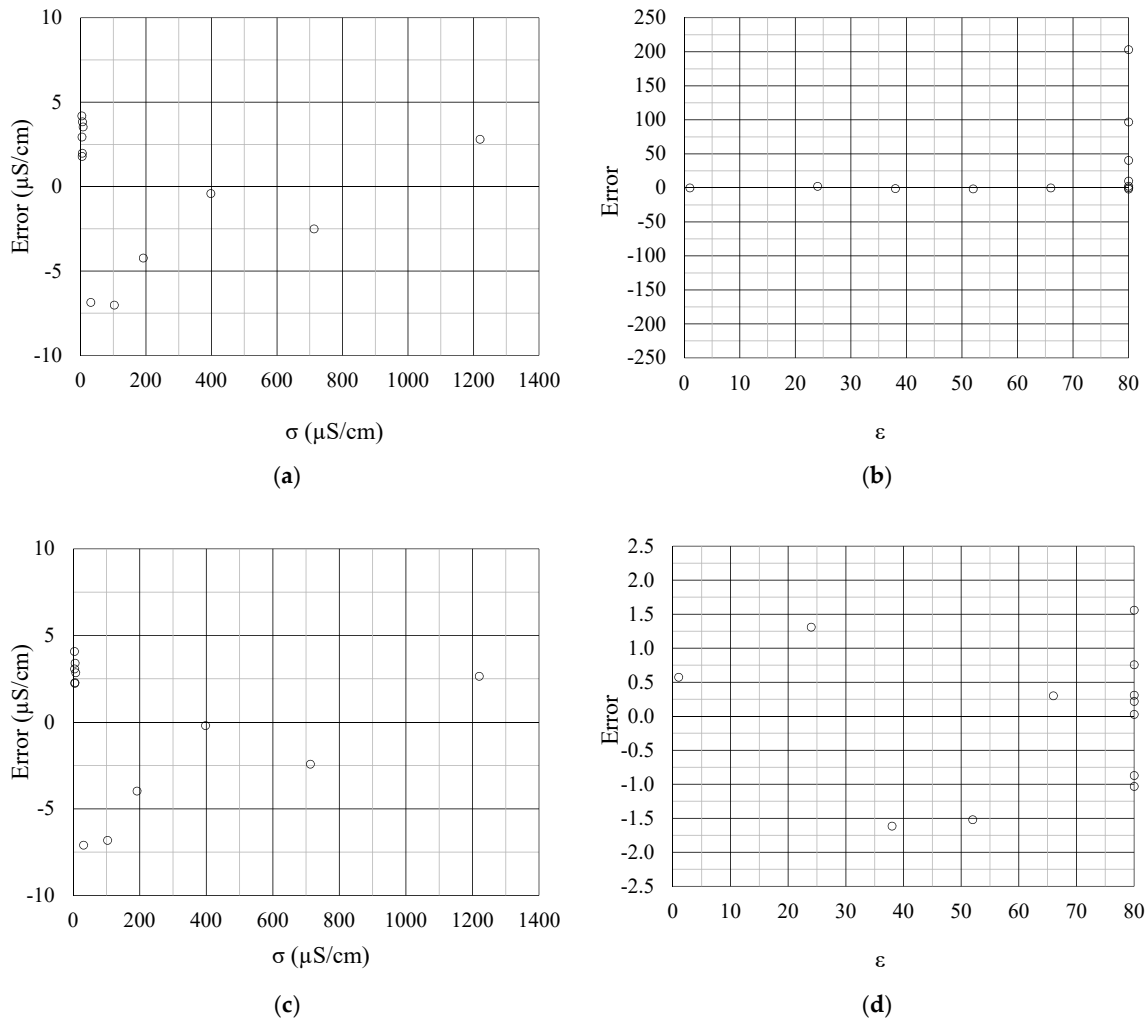 10
5
0
-5
-10
Error (µS/cm)
0 200 400 600 800 1000 1200 1400
σ (µS/cm)
(a)
250
200
150
100
50
0
-50
-100
-150
-200
-250
Error
0 10 20 30 40 50 60 70 80
ε
(b)
10
5
0
-5
-10
Error (µS/cm)
0 200 400 600 800 1000 1200 1400
σ (µS/cm)
(c)
2.5
2.0
1.5
1.0
0.5
0.0
-0.5
-1.0
-1.5
-2.0
-2.5
Error
0 10 20 30 40 50 60 70 80
ε
(d)